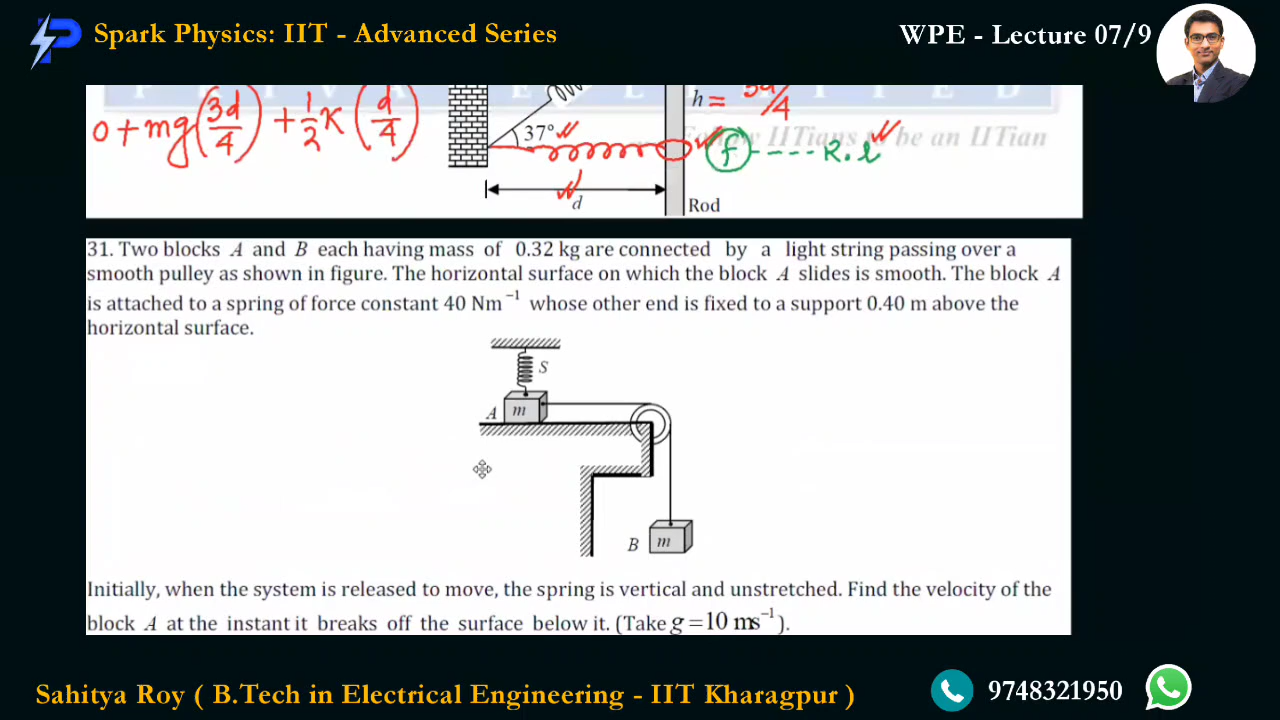 Spark Physics: IIT - Advanced Series
WPE - Lecture 07/9
0 + mg(3d/4) + 1/2 K (d/4)
37°
h = 3d/4
be an IITian
f ---- R.l
d
Rod
31. Two blocks A and B each having mass of 0.32 kg are connected by a light string passing over a
smooth pulley as shown in figure. The horizontal surface on which the block A slides is smooth. The block A
is attached to a spring of force constant 40 Nm⁻¹ whose other end is fixed to a support 0.40 m above the
horizontal surface.
S
A m
B m
Initially, when the system is released to move, the spring is vertical and unstretched. Find the velocity of the
block A at the instant it breaks off the surface below it. (Take g = 10 ms⁻¹).
Sahitya Roy ( B.Tech in Electrical Engineering - IIT Kharagpur )
9748321950